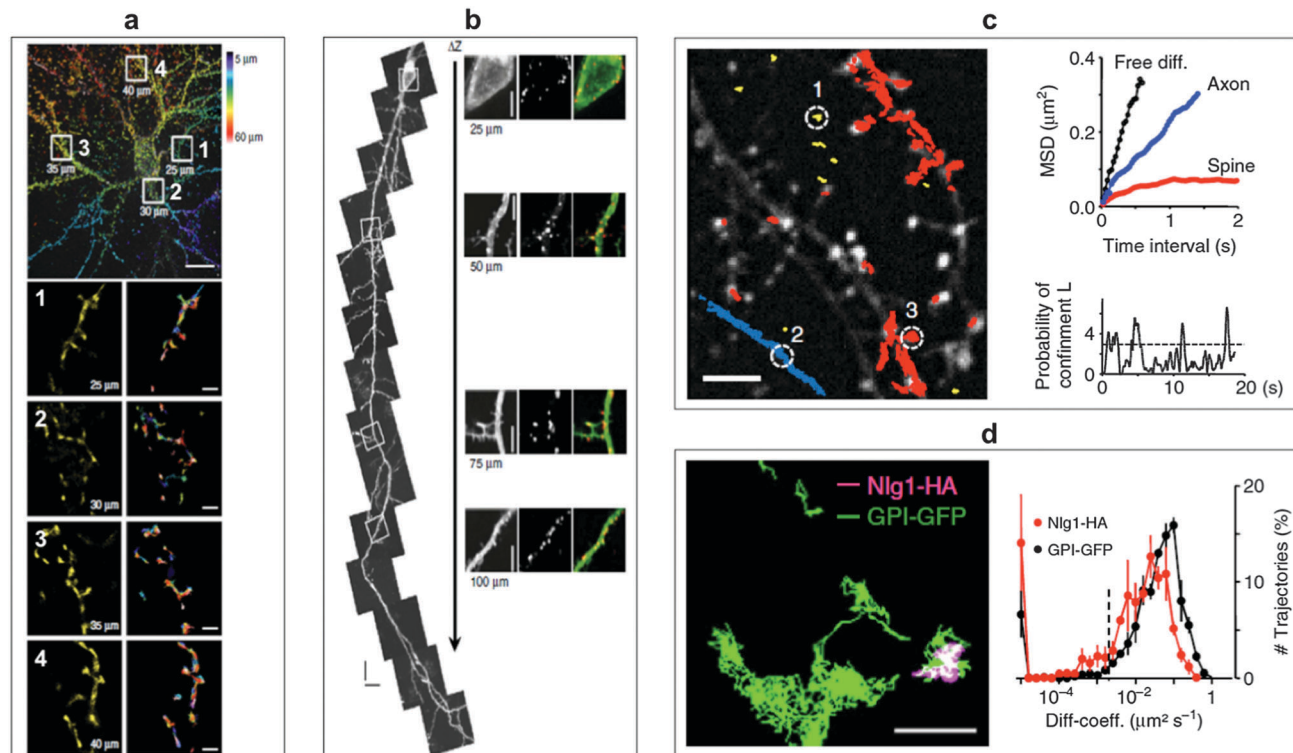 a
5 µm
60 µm
4
40 µm
3
35 µm
1
25 µm
2
30 µm
1
25 µm
2
30 µm
3
35 µm
4
40 µm
b
ΔZ
25 µm
50 µm
75 µm
100 µm
c
1
2
3
MSD (µm²)
0.4
0.2
0.0
Free diff.
Axon
Spine
0 1 2
Time interval (s)
Probability of
confinment L
4
0
0 10 20 (s)
d
Nlg1-HA
GPI-GFP
Nlg1-HA
GPI-GFP
20
10
0
# Trajectories (%)
10⁻⁴ 10⁻² 1
Diff-coeff. (µm² s⁻¹)